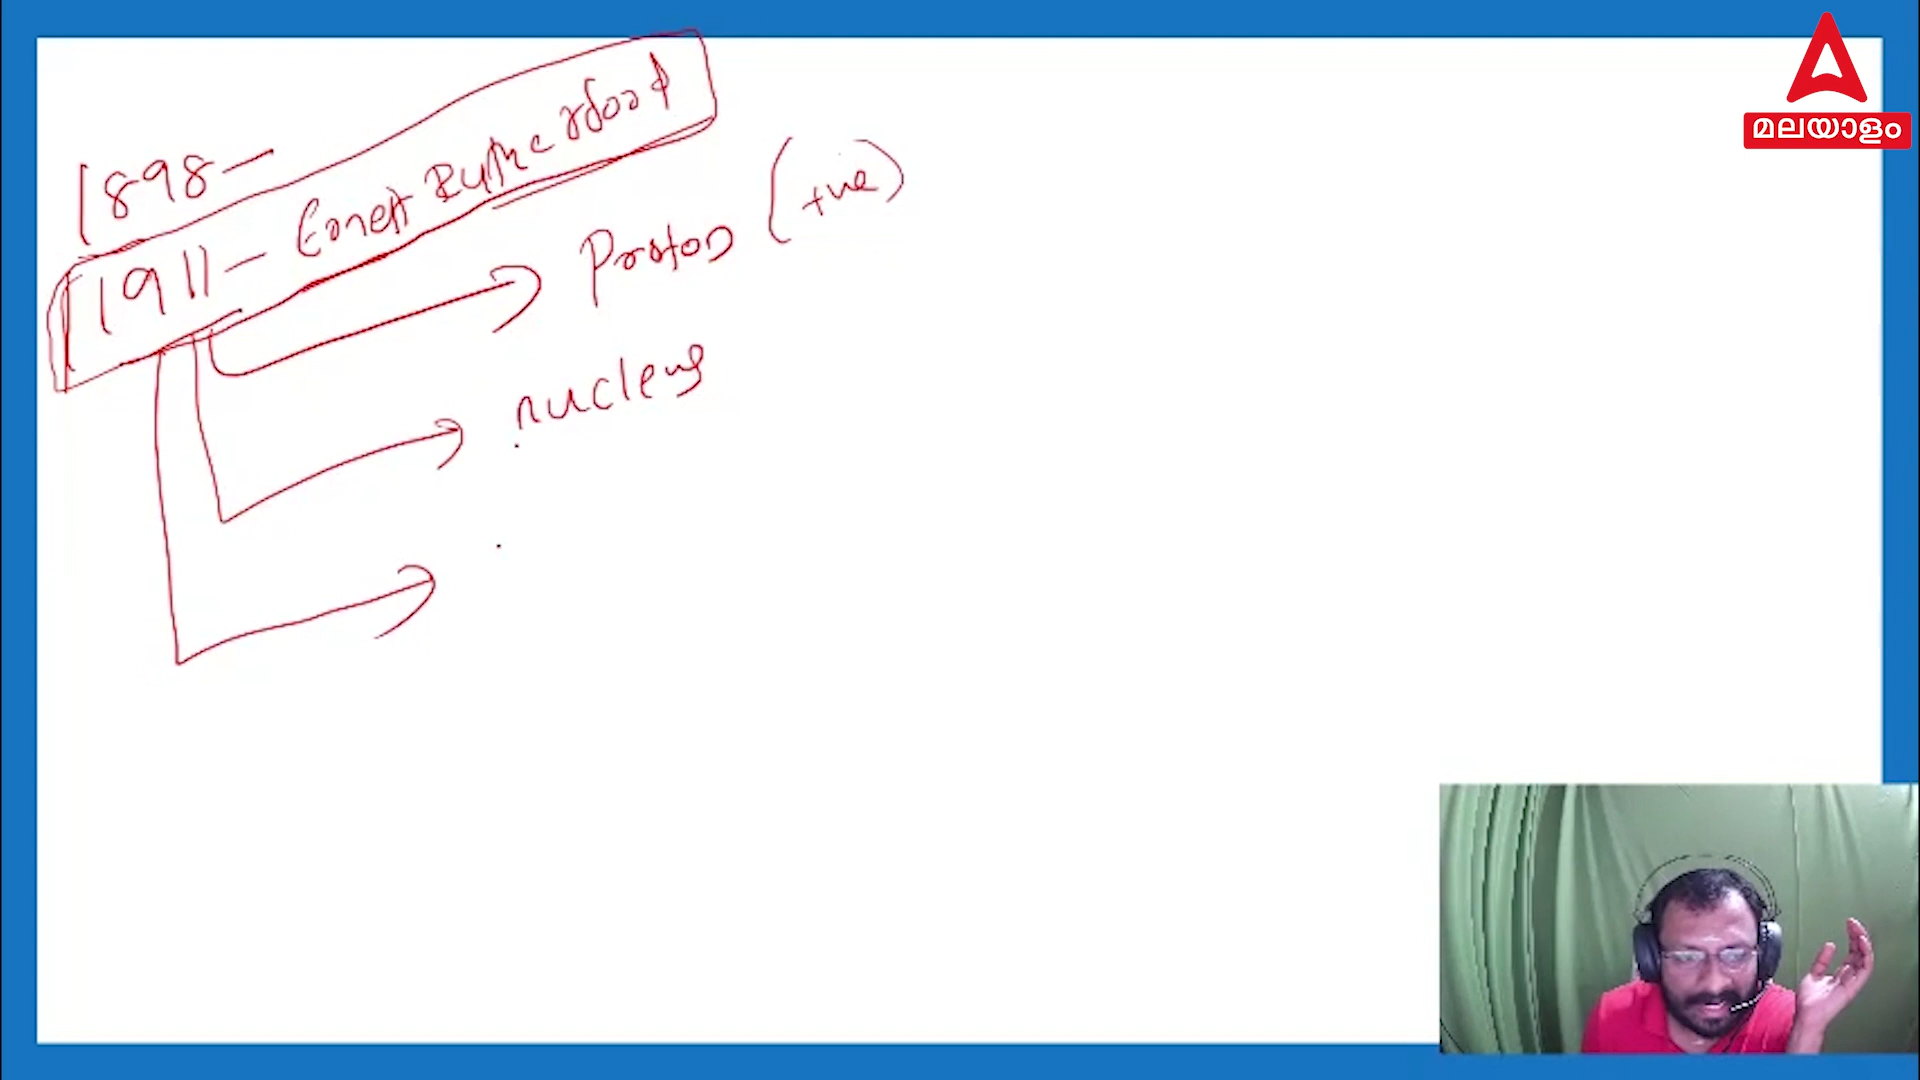 1898-
1911- Ernest Rutherford
Proton (+ve)
nucleus
മലയാളം